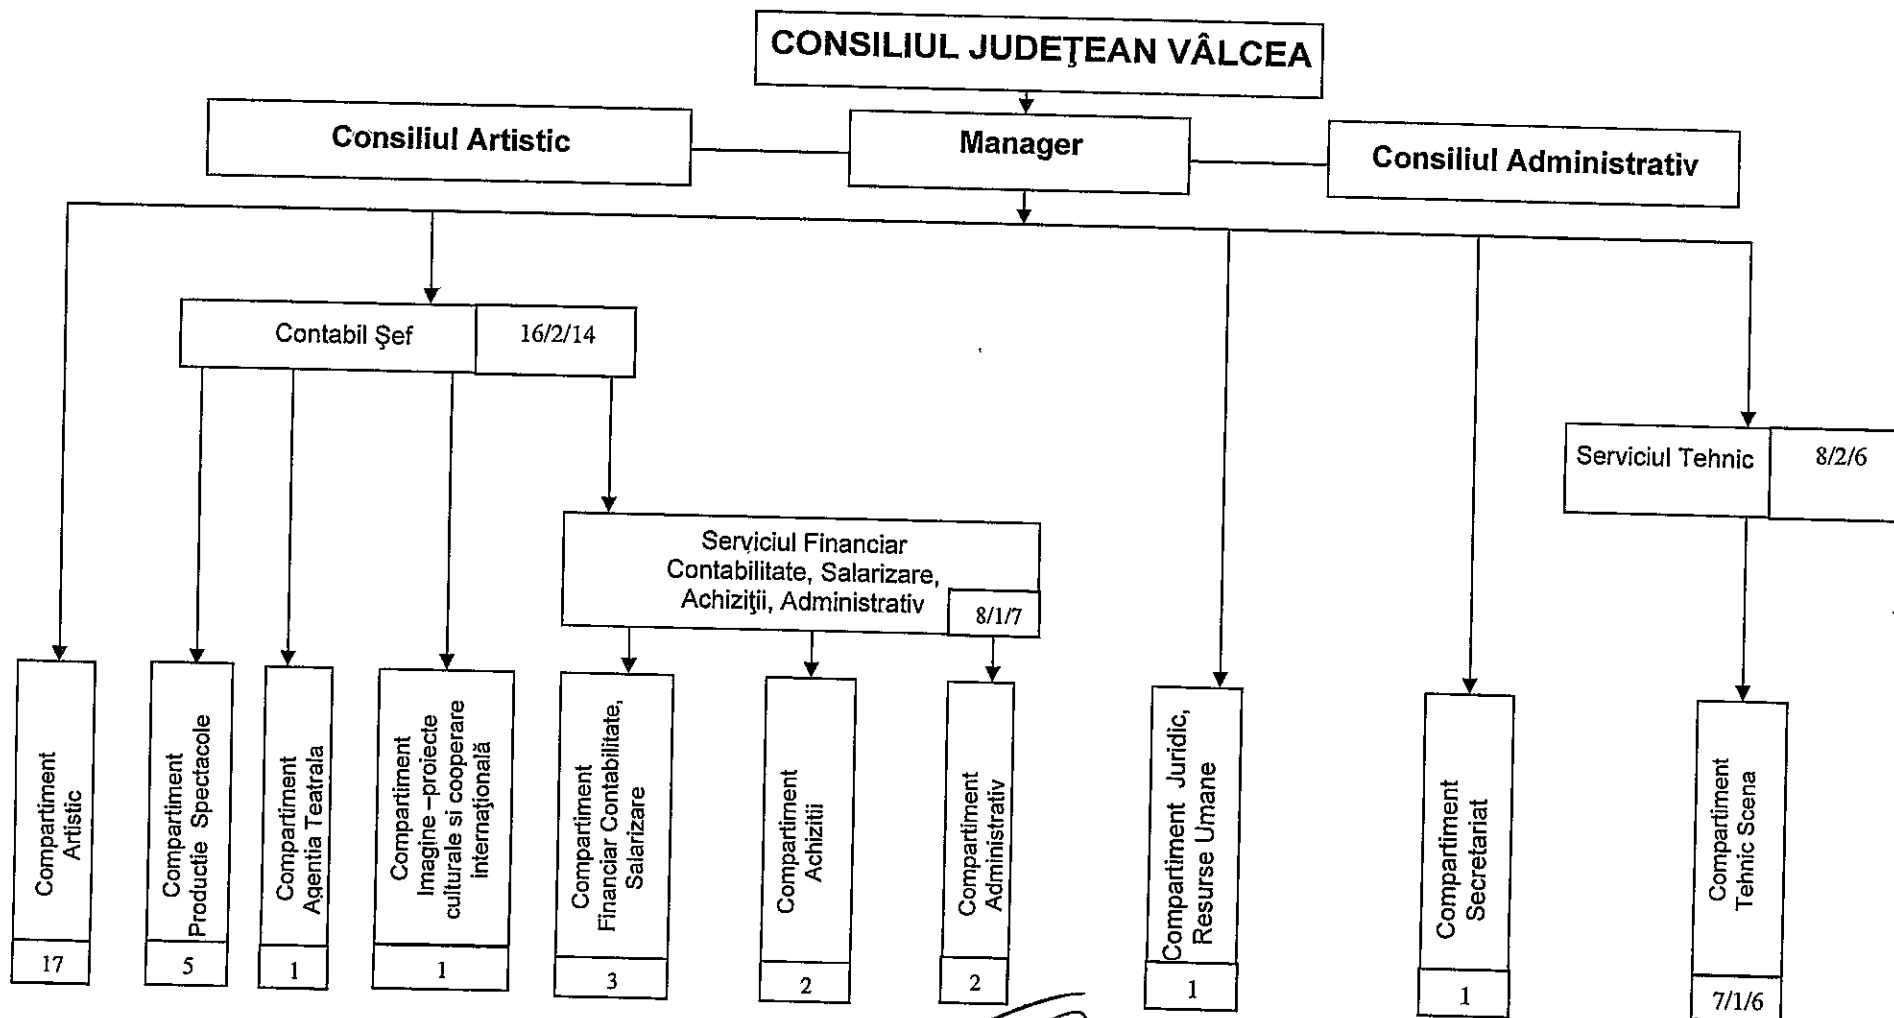 CONSILIUL JUDEŢEAN VÂLCEA
Consiliul Artistic
Manager
Consiliul Administrativ
Contabil Şef
16/2/14
Serviciul Tehnic
8/2/6
Serviciul Financiar
Contabilitate, Salarizare,
Achiziţii, Administrativ
8/1/7
Compartiment
Artistic
17
Compartiment
Productie Spectacole
5
Compartiment
Agentia Teatrala
1
Compartiment
Imagine –proiecte
culturale si cooperare
internaţională
1
Compartiment
Financiar Contabilitate,
Salarizare
3
Compartiment
Achizitii
2
Compartiment
Administrativ
2
Compartiment Juridic,
Resurse Umane
1
Compartiment
Secretariat
1
Compartiment
Tehnic Scena
7/1/6